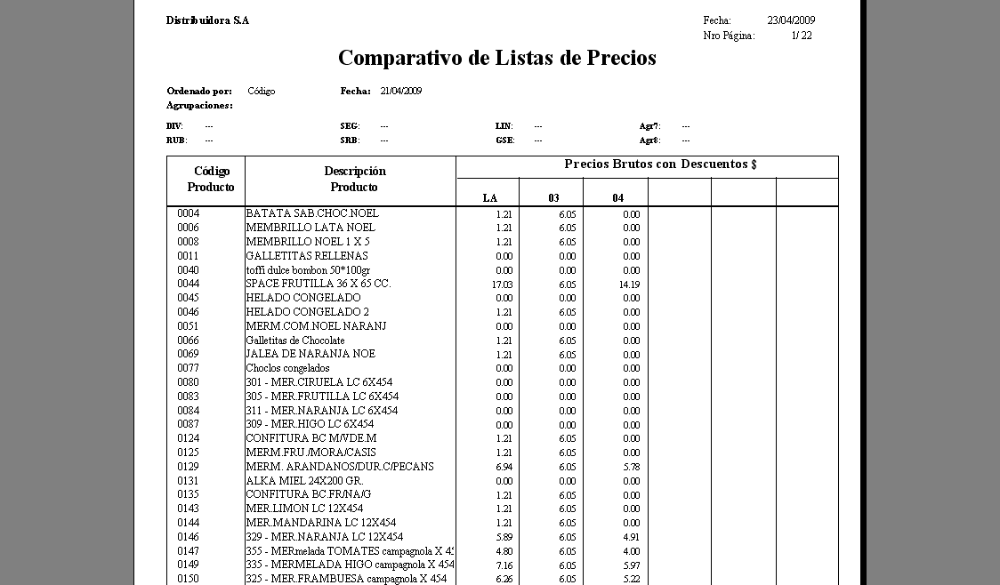 Distribuidora S.A
Fecha: 23/04/2009
Nro Página: 1/ 22
Comparativo de Listas de Precios
Ordenado por: Código Fecha: 21/04/2009
Agrupaciones:
DIV: --- SEG: --- LIN: --- Agr7: ---
RUB: --- SRB: --- GSE: --- Agr8: ---
Código Producto Descripción Producto Precios Brutos con Descuentos $
LA 03 04
0004 BATATA SAB.CHOC.NOEL 1.21 6.05 0.00
0006 MEMBRILLO LATA NOEL 1.21 6.05 0.00
0008 MEMBRILLO NOEL 1 X 5 1.21 6.05 0.00
0011 GALLETITAS RELLENAS 0.00 0.00 0.00
0040 toffi dulce bombon 50*100gr 0.00 0.00 0.00
0044 SPACE FRUTILLA 36 X 65 CC. 17.03 6.05 14.19
0045 HELADO CONGELADO 0.00 0.00 0.00
0046 HELADO CONGELADO 2 1.21 6.05 0.00
0051 MERM.COM.NOEL NARANJ 0.00 0.00 0.00
0066 Galletitas de Chocolate 1.21 6.05 0.00
0069 JALEA DE NARANJA NOE 1.21 6.05 0.00
0077 Choclos congelados 0.00 0.00 0.00
0080 301 - MER.CIRUELA LC 6X454 0.00 0.00 0.00
0083 305 - MER.FRUTILLA LC 6X454 0.00 0.00 0.00
0084 311 - MER.NARANJA LC 6X454 0.00 0.00 0.00
0087 309 - MER.HIGO LC 6X454 0.00 0.00 0.00
0124 CONFITURA BC M/VDE.M 1.21 6.05 0.00
0125 MERM.FRU./MORA/CASIS 1.21 6.05 0.00
0129 MERM. ARANDANOS/DUR.C/PECANS 6.94 6.05 5.78
0131 ALKA MIEL 24X200 GR. 0.00 0.00 0.00
0135 CONFITURA BC.FR/NA/G 1.21 6.05 0.00
0143 MER.LIMON LC 12X454 1.21 6.05 0.00
0144 MER.MANDARINA LC 12X454 1.21 6.05 0.00
0146 329 - MER.NARANJA LC 12X454 5.89 6.05 4.91
0147 355 - MERmelada TOMATES campagnola X 4 4.80 6.05 4.00
0149 335 - MERMELADA HIGO campagnola X 454 7.16 6.05 5.97
0150 325 - MER.FRAMBUESA campagnola X 454 6.26 6.05 5.22